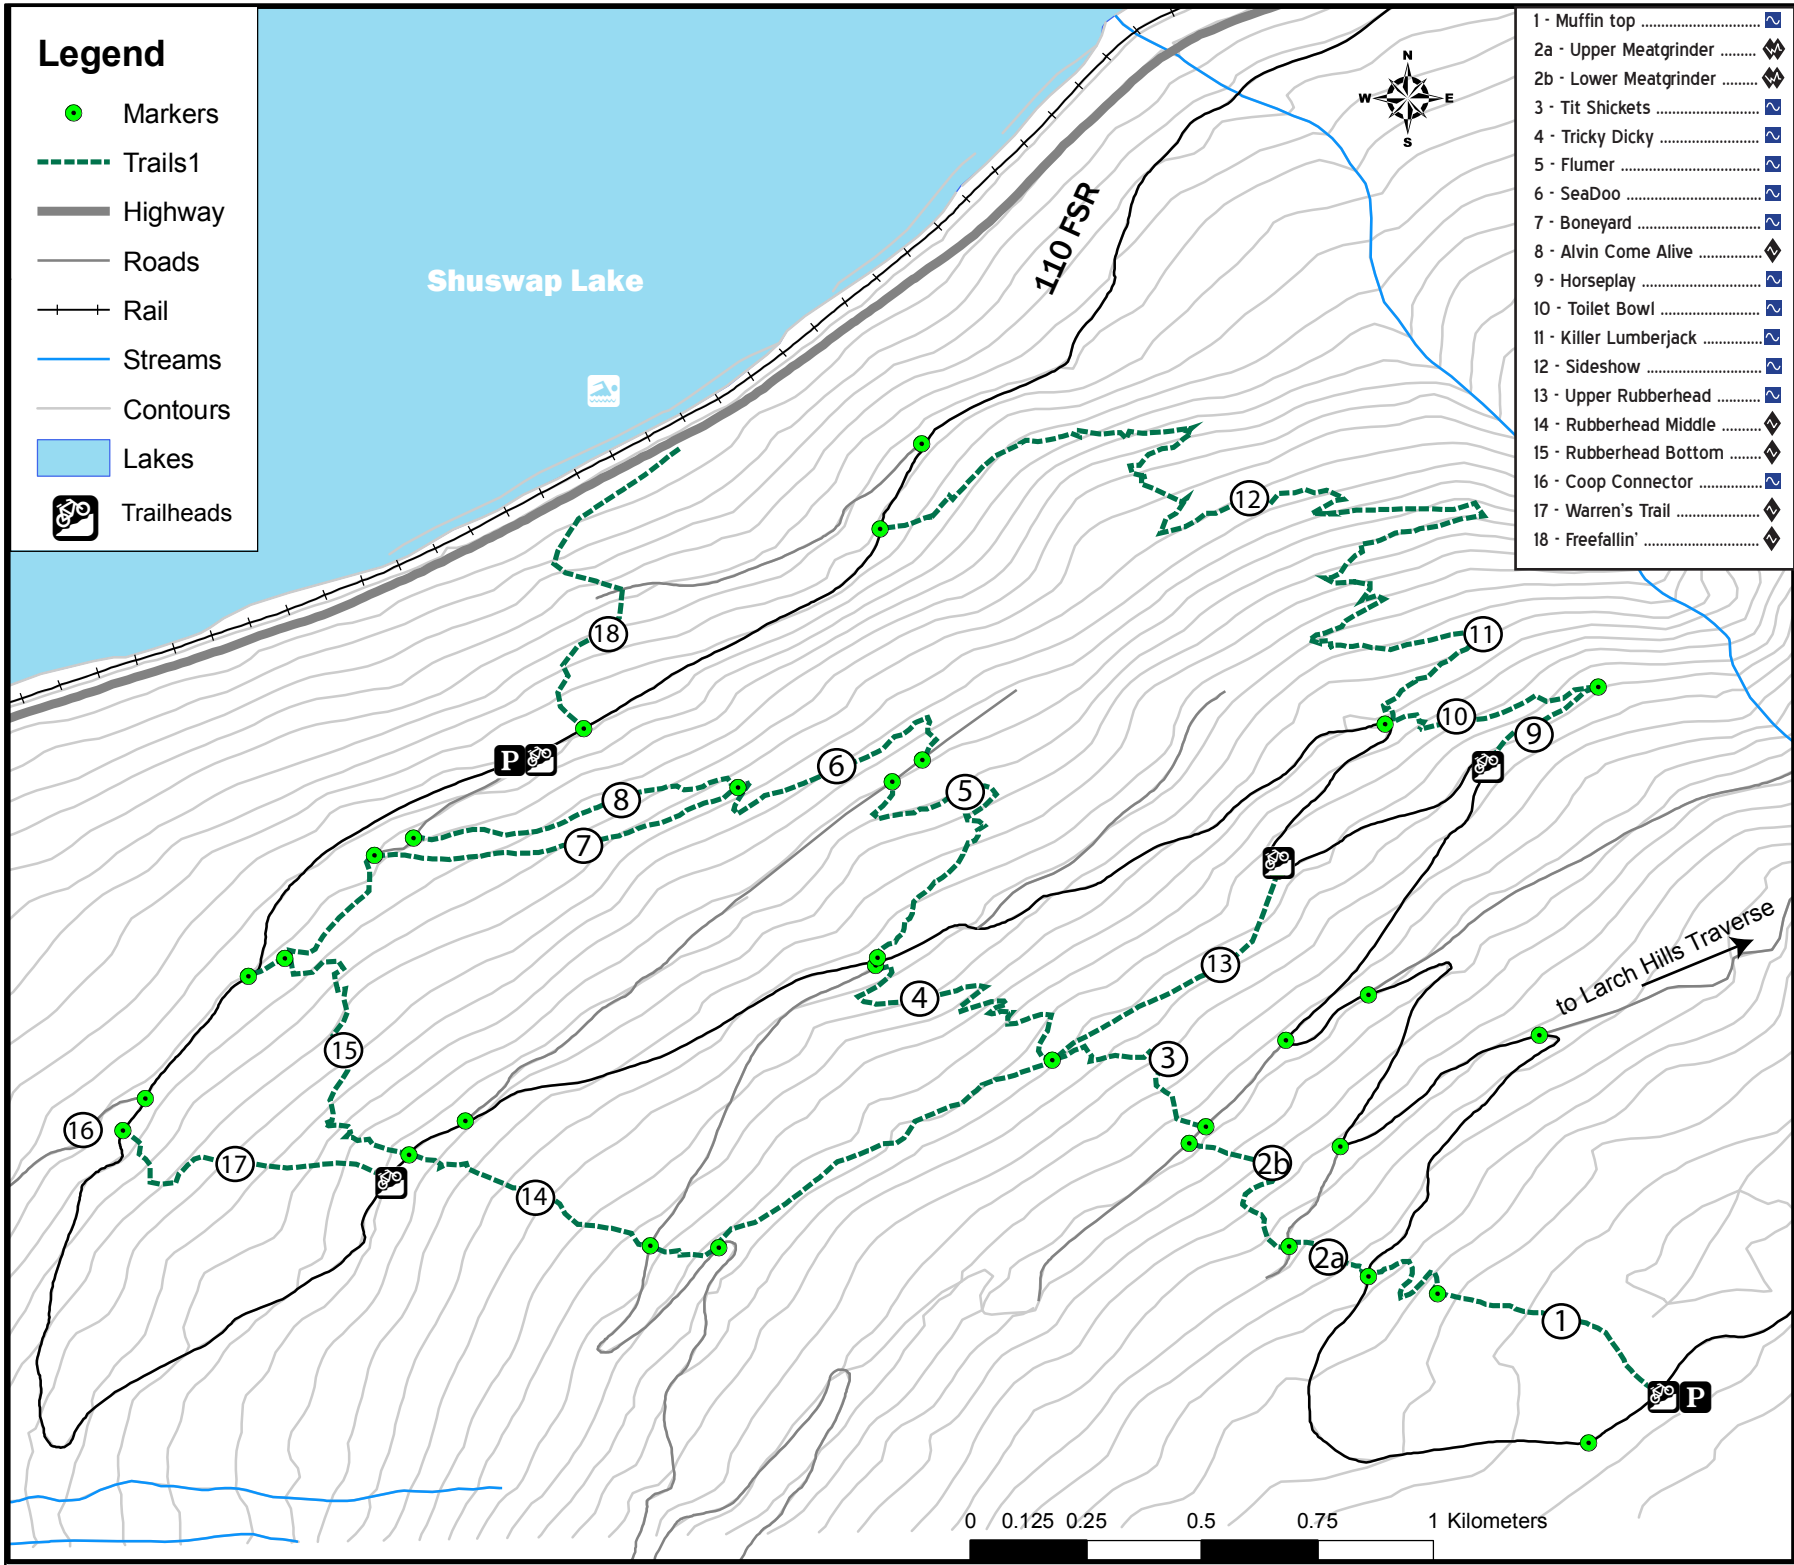 Legend
Markers
Trails1
Highway
Roads
Rail
Streams
Contours
Lakes
Trailheads
Shuswap Lake
110 FSR
N
W E
S
1 - Muffin top ..............................
2a - Upper Meatgrinder .........
2b - Lower Meatgrinder .........
3 - Tit Shickets ..........................
4 - Tricky Dicky .........................
5 - Flumer ...................................
6 - SeaDoo ..................................
7 - Boneyard ...............................
8 - Alvin Come Alive ................
9 - Horseplay ..............................
10 - Toilet Bowl ...........................
11 - Killer Lumberjack ...............
12 - Sideshow .............................
13 - Upper Rubberhead ...........
14 - Rubberhead Middle ..........
15 - Rubberhead Bottom ........
16 - Coop Connector .................
17 - Warren's Trail .....................
18 - Freefallin' .............................
12
18
11
10
9
P
6
8
5
7
13
4
15
3
16
17
2b
14
2a
1
P
to Larch Hills Traverse
0 0.125 0.25 0.5 0.75 1 Kilometers